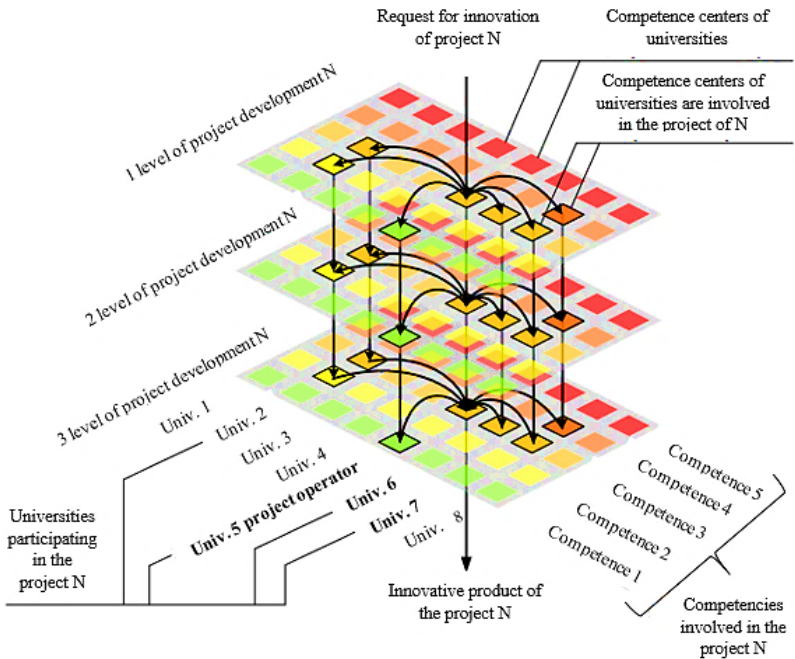 Request for innovation
of project N
Competence centers of
universities
Competence centers of
universities are involved
in the project of N
1 level of project development N
2 level of project development N
3 level of project development N
Univ. 1
Univ. 2
Univ. 3
Univ. 4
Univ. 5 project operator
Univ. 6
Univ. 7
Univ. 8
Universities
participating
in the
project N
Competence 5
Competence 4
Competence 3
Competence 2
Competence 1
Innovative product of
the project N
Competencies
involved in the
project N